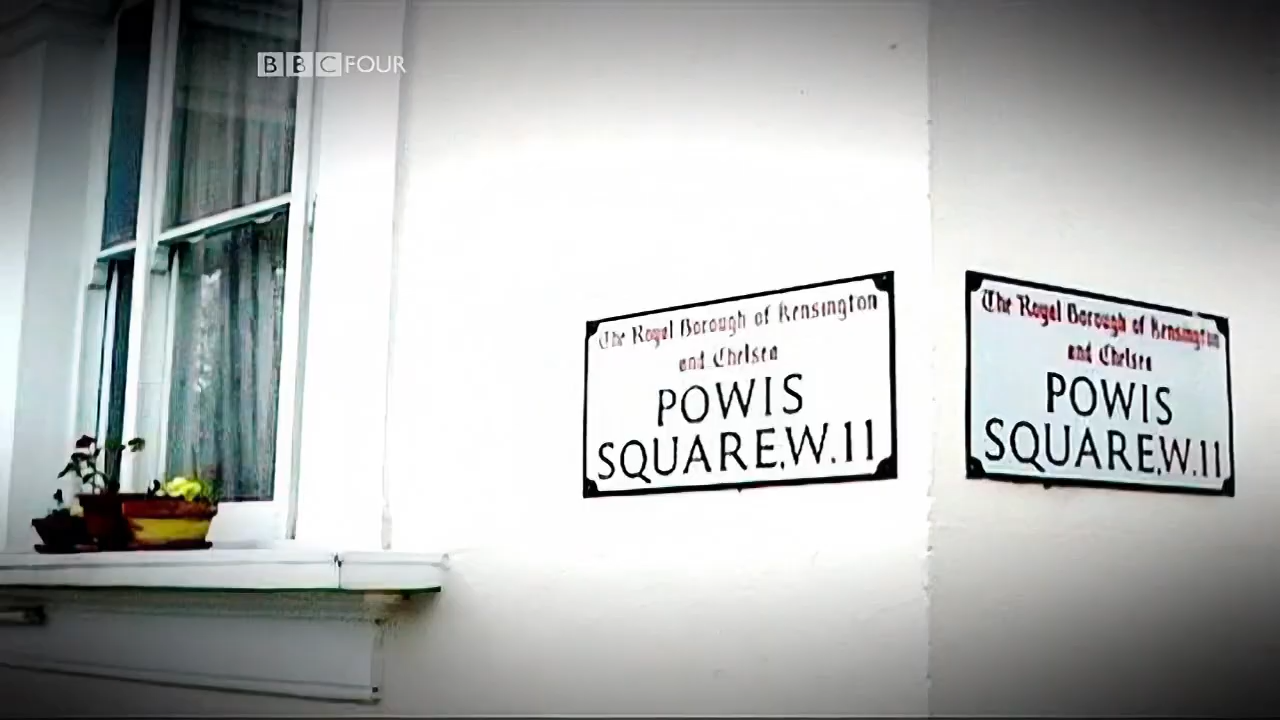 BBC FOUR
The Royal Borough of Kensington
and Chelsea
POWIS
SQUARE,W.11
The Royal Borough of Kensington
and Chelsea
POWIS
SQUARE,W.11